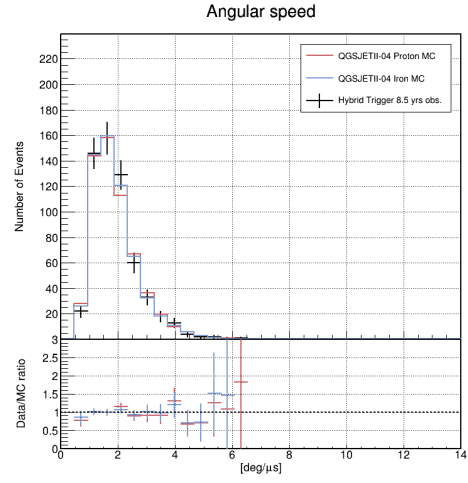 Angular speed
Number of Events
220
200
180
160
140
120
100
80
60
40
20
QGSJETII-04 Proton MC
QGSJETII-04 Iron MC
Hybrid Trigger 8.5 yrs obs.
Data/MC ratio
3
2.5
2
1.5
1
0.5
0
0 2 4 6 8 10 12 14
[deg/μs]